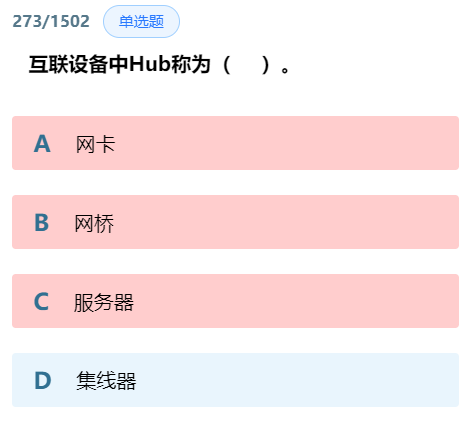 273/1502 单选题
互联设备中Hub称为（ ）。
A 网卡
B 网桥
C 服务器
D 集线器